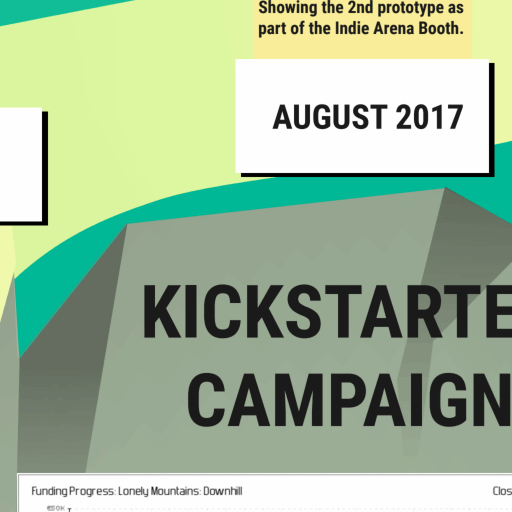 Showing the 2nd prototype as
part of the Indie Arena Booth.
AUGUST 2017
KICKSTARTE
CAMPAIGN
Funding Progress: Lonely Mountains: Downhill Clos
€50K